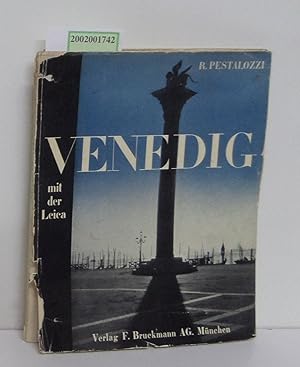 2002001742
R. PESTALOZZI
VENEDIG
mit
der
Leica
Verlag F. Bruckmann AG. München